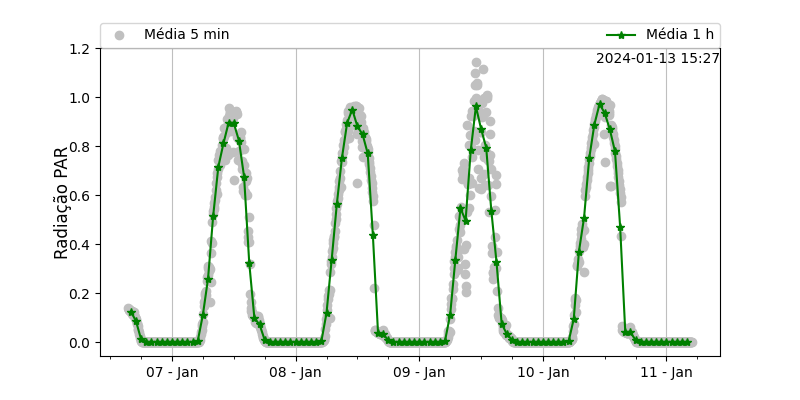 Média 5 min
Média 1 h
2024-01-13 15:27
Radiação PAR
1.2
1.0
0.8
0.6
0.4
0.2
0.0
07 - Jan
08 - Jan
09 - Jan
10 - Jan
11 - Jan